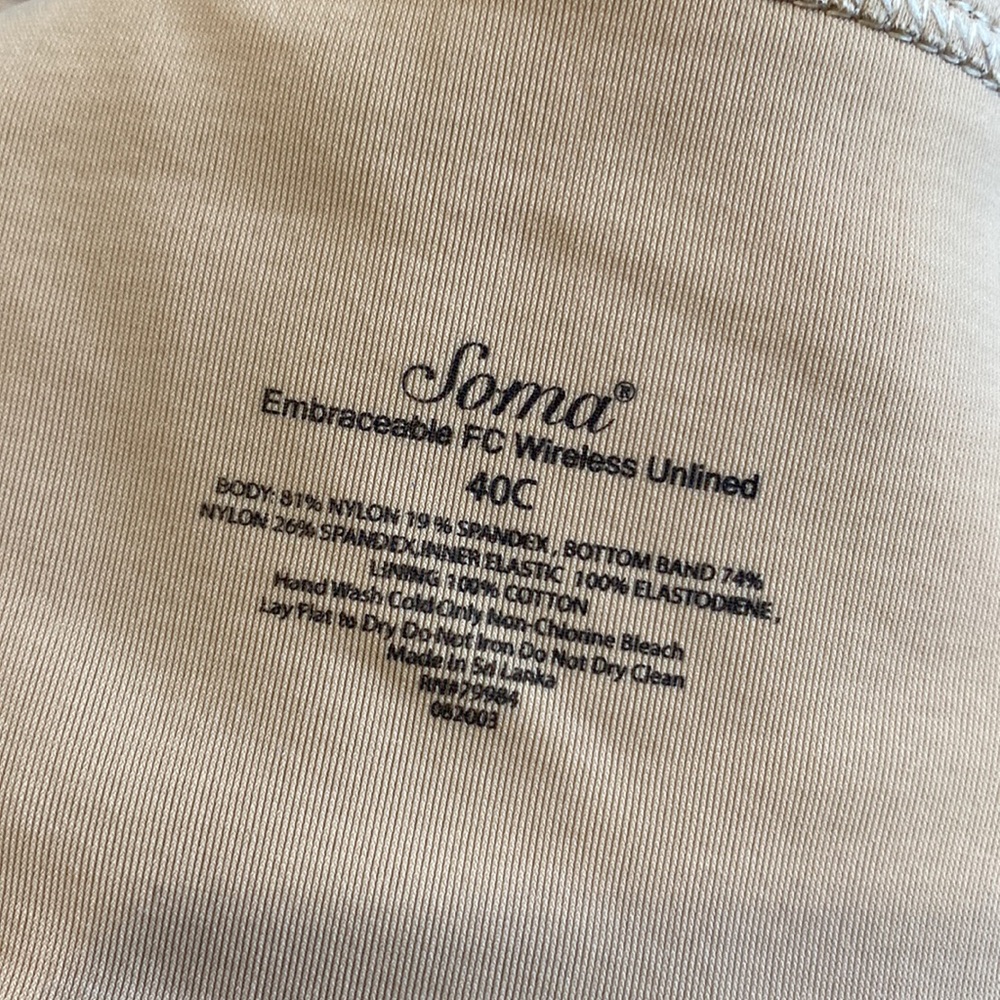 Soma®
Embraceable FC Wireless Unlined
40C
BODY: 81% NYLON 19 % SPANDEX , BOTTOM BAND 74%
NYLON 26% SPANDEX,INNER ELASTIC 100% ELASTODIENE ,
LINING 100% COTTON
Hand Wash Cold Only Non-Chlorine Bleach
Lay Flat to Dry Do Not Iron Do Not Dry Clean
Made in Sri Lanka
RN#79984
082003